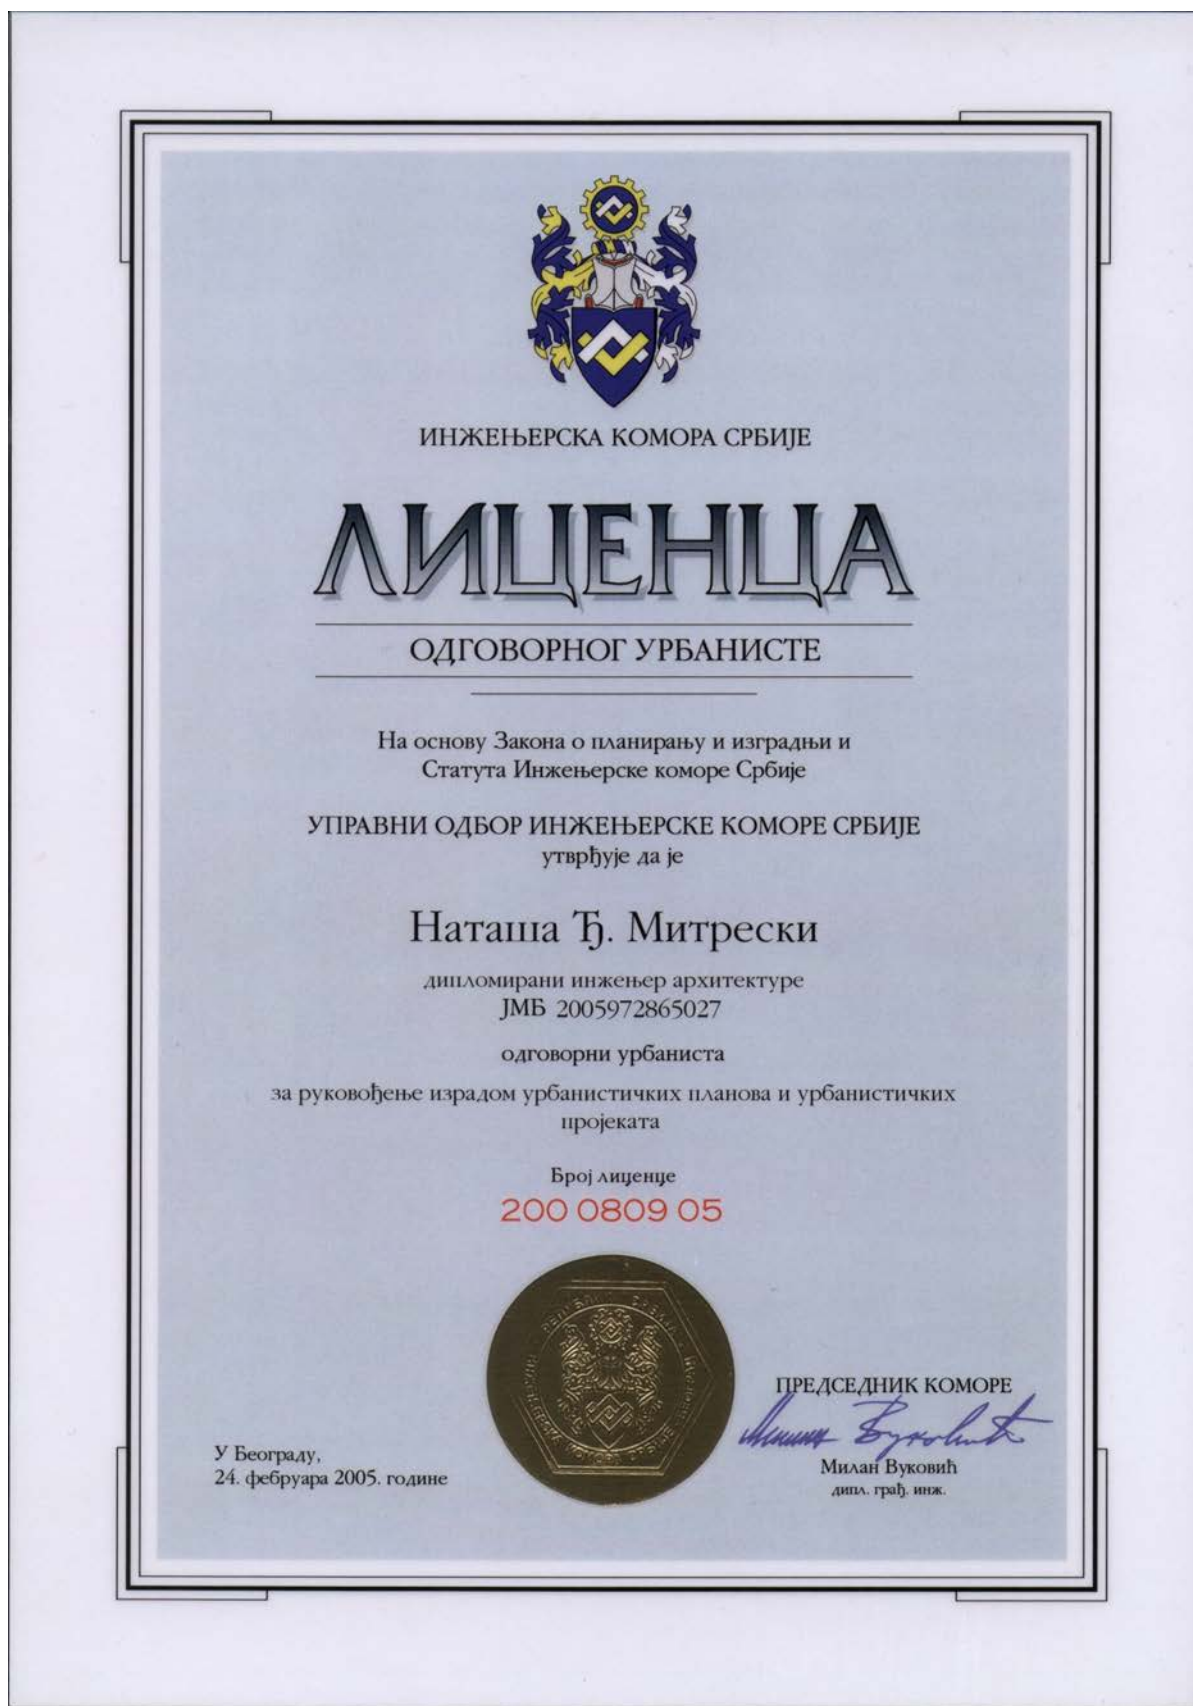 ИНЖЕЊЕРСКА КОМОРА СРБИЈЕ
ЛИЦЕНЦА
ОДГОВОРНОГ УРБАНИСТЕ
На основу Закона о планирању и изградњи и
Статута Инжењерске коморе Србије
УПРАВНИ ОДБОР ИНЖЕЊЕРСКЕ КОМОРЕ СРБИЈЕ
утврђује да је
Наташа Ђ. Митрески
дипломирани инжењер архитектуре
ЈМБ 2005972865027
одговорни урбаниста
за руковођење израдом урбанистичких планова и урбанистичких
пројеката
Број лиценце
200 0809 05
ПРЕДСЕДНИК КОМОРЕ
Милан Вуковић
дипл. грађ. инж.
У Београду,
24. фебруара 2005. године